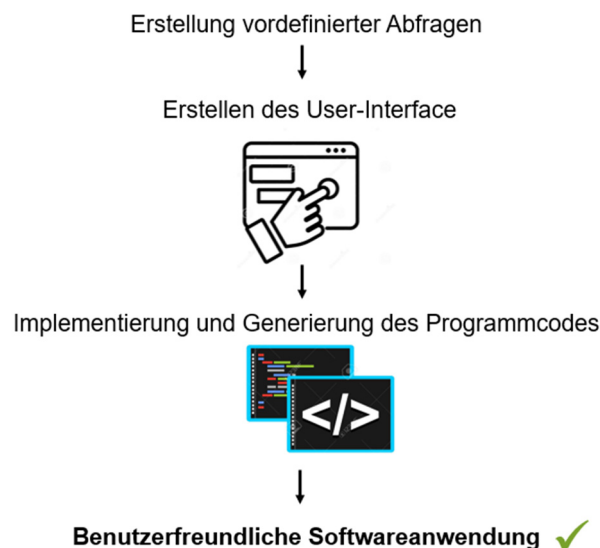 Erstellung vordefinierter Abfragen
Erstellen des User-Interface
Implementierung und Generierung des Programmcodes
</>
Benutzerfreundliche Softwareanwendung